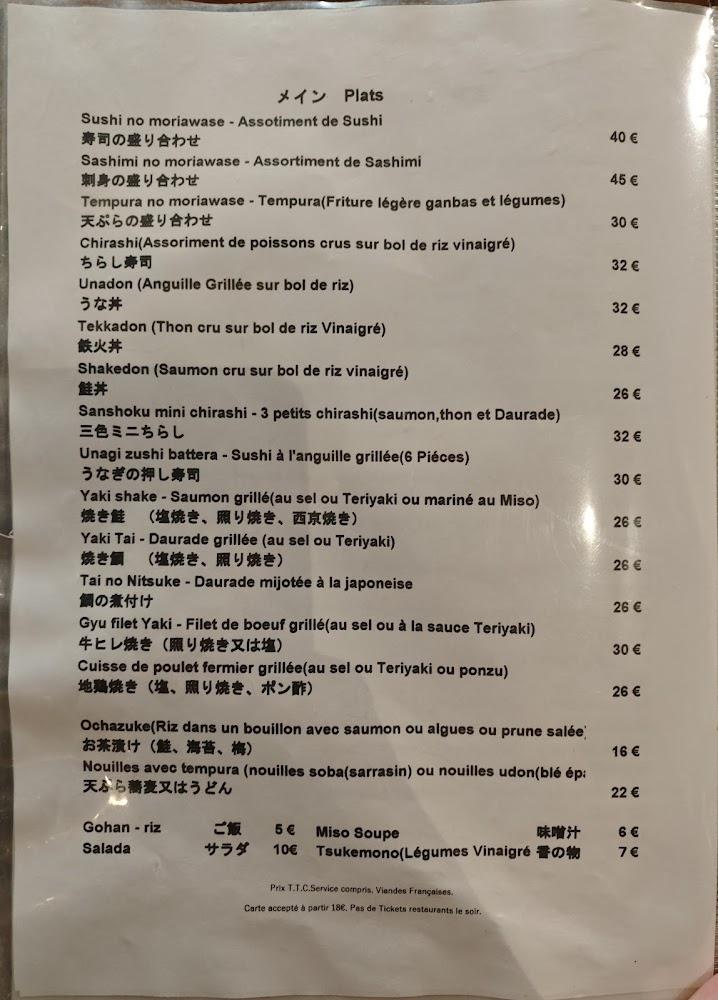 メイン Plats
Sushi no moriawase - Assotiment de Sushi
寿司の盛り合わせ 40 €
Sashimi no moriawase - Assortiment de Sashimi
刺身の盛り合わせ 45 €
Tempura no moriawase - Tempura(Friture légère ganbas et légumes)
天ぷらの盛り合わせ 30 €
Chirashi(Assoriment de poissons crus sur bol de riz vinaigré)
ちらし寿司 32 €
Unadon (Anguille Grillée sur bol de riz)
うな丼 32 €
Tekkadon (Thon cru sur bol de riz Vinaigré)
鉄火丼 28 €
Shakedon (Saumon cru sur bol de riz vinaigré)
鮭丼 26 €
Sanshoku mini chirashi - 3 petits chirashi(saumon,thon et Daurade)
三色ミニちらし 32 €
Unagi zushi battera - Sushi à l'anguille grillée(6 Piéces)
うなぎの押し寿司 30 €
Yaki shake - Saumon grillé(au sel ou Teriyaki ou mariné au Miso)
焼き鮭 （塩焼き、照り焼き、西京焼き） 26 €
Yaki Tai - Daurade grillée (au sel ou Teriyaki)
焼き鯛 （塩焼き、照り焼き） 26 €
Tai no Nitsuke - Daurade mijotée à la japoneise
鯛の煮付け 26 €
Gyu filet Yaki - Filet de boeuf grillé(au sel ou à la sauce Teriyaki)
牛ヒレ焼き（照り焼き又は塩） 30 €
Cuisse de poulet fermier grillée(au sel ou Teriyaki ou ponzu)
地鶏焼き（塩、照り焼き、ポン酢） 26 €
Ochazuke(Riz dans un bouillon avec saumon ou algues ou prune salée)
お茶漬け（鮭、海苔、梅） 16 €
Nouilles avec tempura (nouilles soba(sarrasin) ou nouilles udon(blé épa
天ぷら蕎麦又はうどん 22 €
Gohan - riz ご飯 5 € Miso Soupe 味噌汁 6 €
Salada サラダ 10€ Tsukemono(Légumes Vinaigré 香の物 7 €
Prix T.T.C.Service compris. Viandes Françaises.
Carte accepté à partir 18€. Pas de Tickets restaurants le soir.